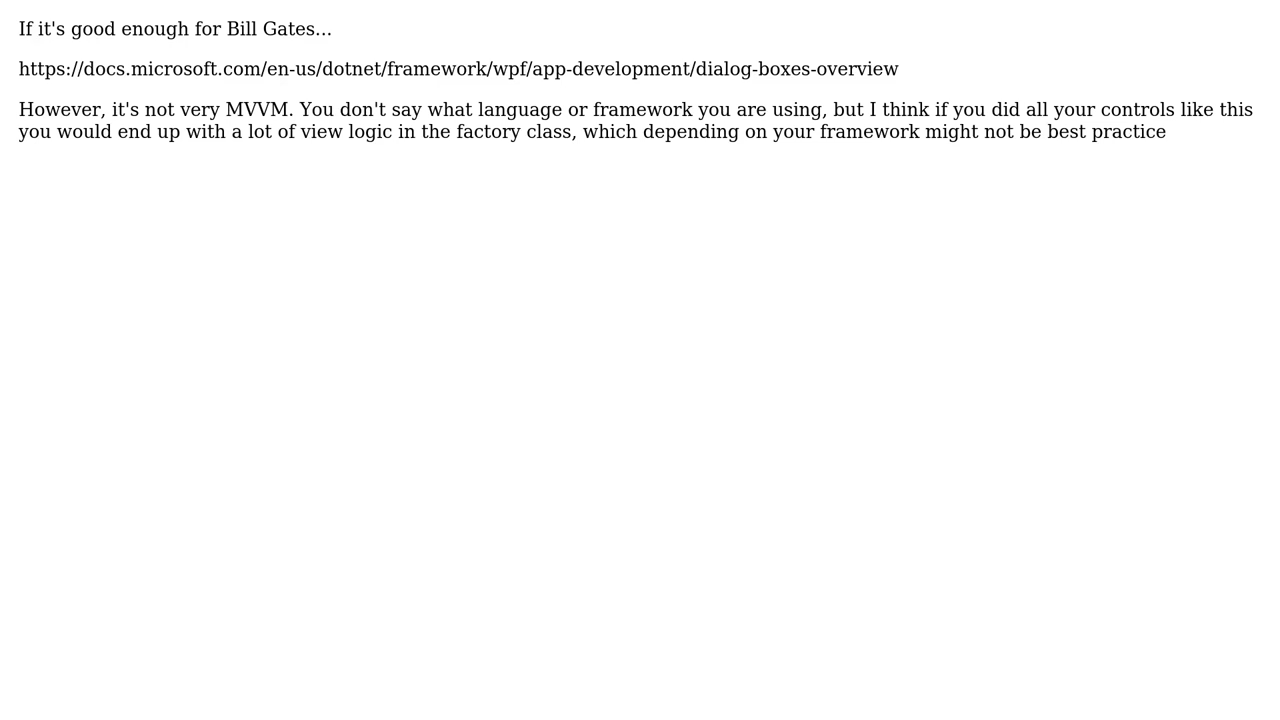 If it's good enough for Bill Gates...
https://docs.microsoft.com/en-us/dotnet/framework/wpf/app-development/dialog-boxes-overview
However, it's not very MVVM. You don't say what language or framework you are using, but I think if you did all your controls like this
you would end up with a lot of view logic in the factory class, which depending on your framework might not be best practice